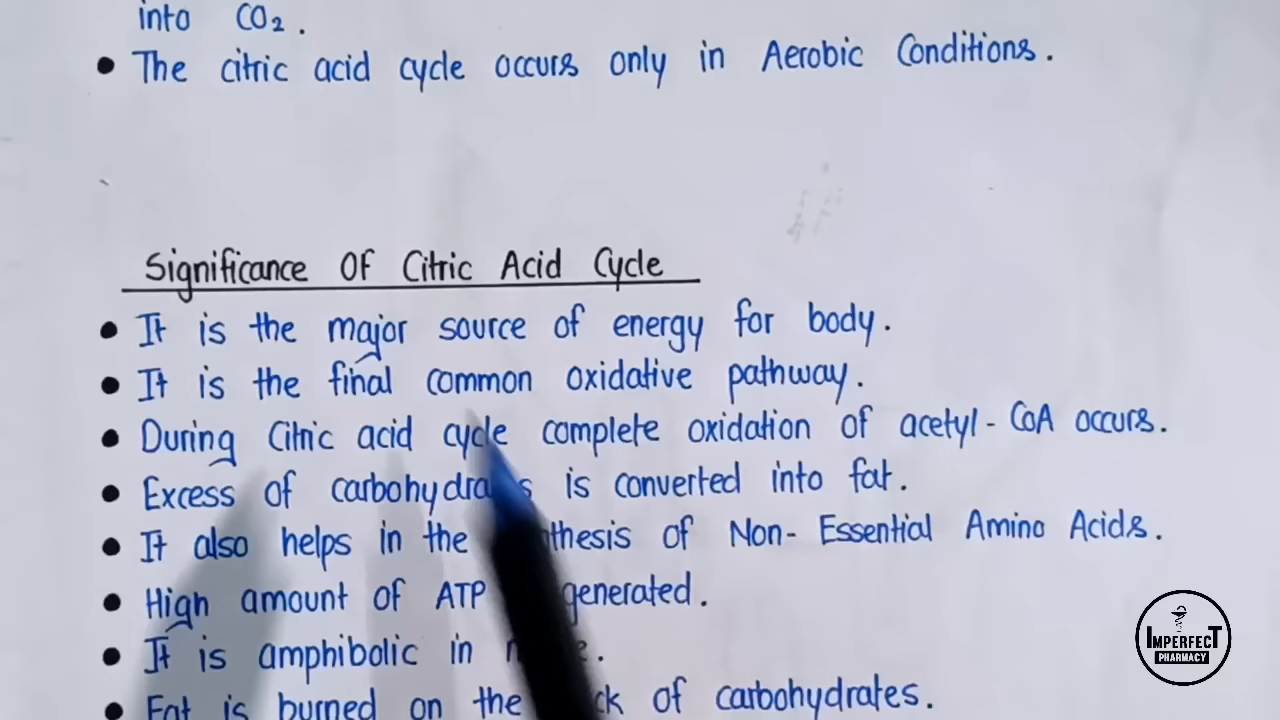 into CO₂.
• The citric acid cycle occurs only in Aerobic Conditions.
Significance Of Citric Acid Cycle
• It is the major source of energy for body.
• It is the final common oxidative pathway.
• During Citric acid cycle complete oxidation of acetyl-CoA occurs.
• Excess of carbohydrates is converted into fat.
• It also helps in the of Non-Essential Amino Acids.
• High amount of ATP generated.
• It is amphibolic in
• Fat is burned on the of carbohydrates.
IMPERFECT
PHARMACY